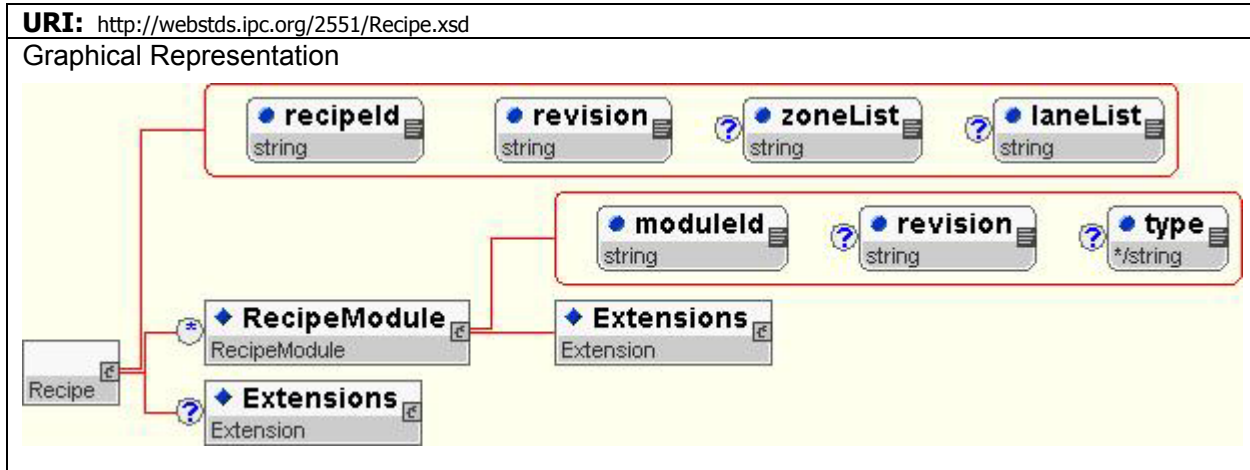 URI: http://webstds.ipc.org/2551/Recipe.xsd
Graphical Representation
recipeId revision ? zoneList ? laneList
string string string string
moduleId ? revision ? type
string string */string
* RecipeModule Extensions
RecipeModule Extension
Recipe
? Extensions
Extension